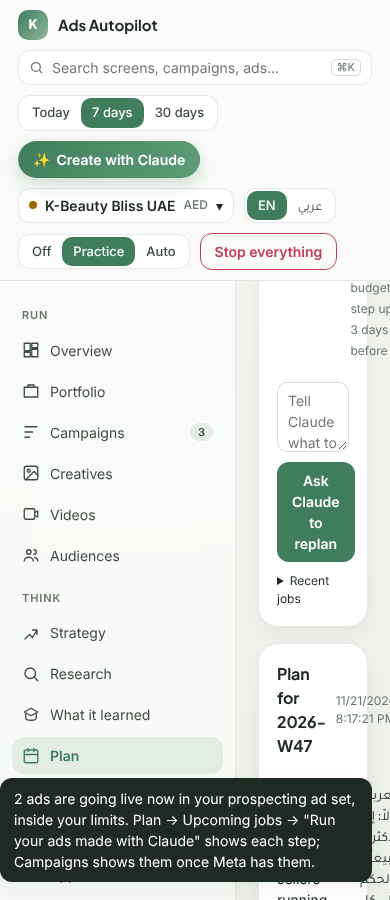 K Ads Autopilot
Search screens, campaigns, ads... ⌘K
Today 7 days 30 days
✨ Create with Claude
K-Beauty Bliss UAE AED ▾ EN عربي
Off Practice Auto Stop everything
RUN
Overview
Portfolio
Campaigns 3
Creatives
Videos
Audiences
THINK
Strategy
Research
What it learned
Plan
step up
3 days
before
Tell
Claude
what to
Ask
Claude
to
replan
▶ Recent
jobs
Plan
for
2026-
W47
8:17:21 PM
2 ads are going live now in your prospecting ad set,
inside your limits. Plan → Upcoming jobs → "Run
your ads made with Claude" shows each step;
Campaigns shows them once Meta has them.